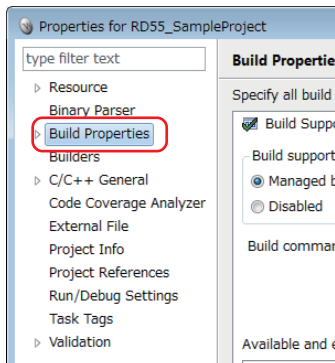 Properties for RD55_SampleProject
type filter text
Resource
Binary Parser
Build Properties
Builders
C/C++ General
Code Coverage Analyzer
External File
Project Info
Project References
Run/Debug Settings
Task Tags
Validation
Build Propertie
Specify all build
Build Suppo
Build support
Managed b
Disabled
Build comman
Available and e